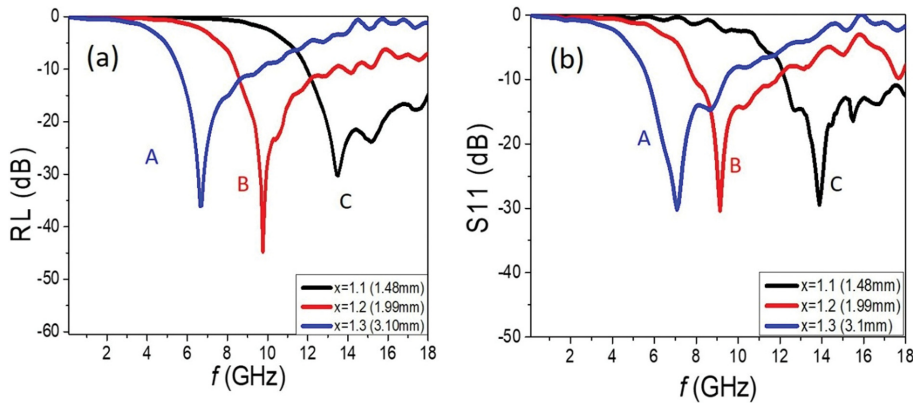 (a)
RL (dB)
0
-10
-20
-30
-40
-50
-60
A
B
C
x=1.1 (1.48mm)
x=1.2 (1.99mm)
x=1.3 (3.10mm)
0 2 4 6 8 10 12 14 16 18
f (GHz)
(b)
S11 (dB)
0
-10
-20
-30
-40
-50
A
B
C
x=1.1 (1.48mm)
x=1.2 (1.99mm)
x=1.3 (3.1mm)
2 4 6 8 10 12 14 16 18
f (GHz)